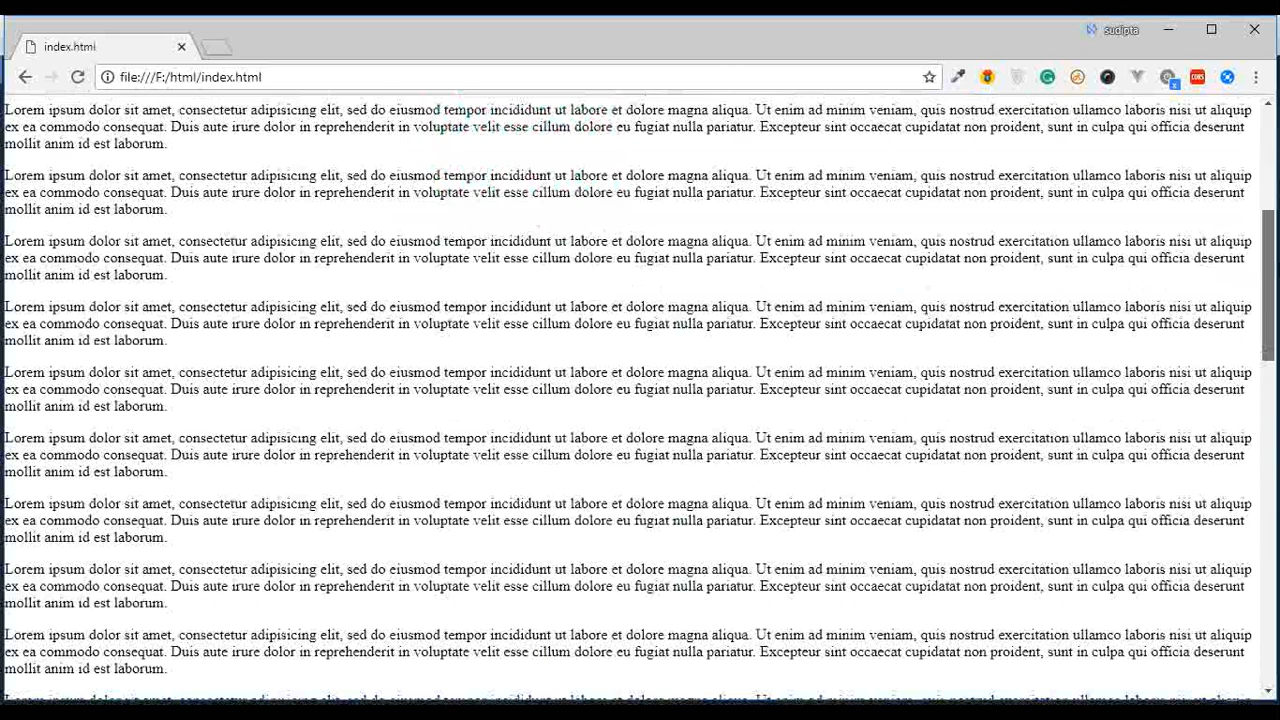 sudipta
index.html
file:///F:/html/index.html
CORS
x
Lorem ipsum dolor sit amet, consectetur adipisicing elit, sed do eiusmod tempor incididunt ut labore et dolore magna aliqua. Ut enim ad minim veniam, quis nostrud exercitation ullamco laboris nisi ut aliquip
ex ea commodo consequat. Duis aute irure dolor in reprehenderit in voluptate velit esse cillum dolore eu fugiat nulla pariatur. Excepteur sint occaecat cupidatat non proident, sunt in culpa qui officia deserunt
mollit anim id est laborum.
Lorem ipsum dolor sit amet, consectetur adipisicing elit, sed do eiusmod tempor incididunt ut labore et dolore magna aliqua. Ut enim ad minim veniam, quis nostrud exercitation ullamco laboris nisi ut aliquip
ex ea commodo consequat. Duis aute irure dolor in reprehenderit in voluptate velit esse cillum dolore eu fugiat nulla pariatur. Excepteur sint occaecat cupidatat non proident, sunt in culpa qui officia deserunt
mollit anim id est laborum.
Lorem ipsum dolor sit amet, consectetur adipisicing elit, sed do eiusmod tempor incididunt ut labore et dolore magna aliqua. Ut enim ad minim veniam, quis nostrud exercitation ullamco laboris nisi ut aliquip
ex ea commodo consequat. Duis aute irure dolor in reprehenderit in voluptate velit esse cillum dolore eu fugiat nulla pariatur. Excepteur sint occaecat cupidatat non proident, sunt in culpa qui officia deserunt
mollit anim id est laborum.
Lorem ipsum dolor sit amet, consectetur adipisicing elit, sed do eiusmod tempor incididunt ut labore et dolore magna aliqua. Ut enim ad minim veniam, quis nostrud exercitation ullamco laboris nisi ut aliquip
ex ea commodo consequat. Duis aute irure dolor in reprehenderit in voluptate velit esse cillum dolore eu fugiat nulla pariatur. Excepteur sint occaecat cupidatat non proident, sunt in culpa qui officia deserunt
mollit anim id est laborum.
Lorem ipsum dolor sit amet, consectetur adipisicing elit, sed do eiusmod tempor incididunt ut labore et dolore magna aliqua. Ut enim ad minim veniam, quis nostrud exercitation ullamco laboris nisi ut aliquip
ex ea commodo consequat. Duis aute irure dolor in reprehenderit in voluptate velit esse cillum dolore eu fugiat nulla pariatur. Excepteur sint occaecat cupidatat non proident, sunt in culpa qui officia deserunt
mollit anim id est laborum.
Lorem ipsum dolor sit amet, consectetur adipisicing elit, sed do eiusmod tempor incididunt ut labore et dolore magna aliqua. Ut enim ad minim veniam, quis nostrud exercitation ullamco laboris nisi ut aliquip
ex ea commodo consequat. Duis aute irure dolor in reprehenderit in voluptate velit esse cillum dolore eu fugiat nulla pariatur. Excepteur sint occaecat cupidatat non proident, sunt in culpa qui officia deserunt
mollit anim id est laborum.
Lorem ipsum dolor sit amet, consectetur adipisicing elit, sed do eiusmod tempor incididunt ut labore et dolore magna aliqua. Ut enim ad minim veniam, quis nostrud exercitation ullamco laboris nisi ut aliquip
ex ea commodo consequat. Duis aute irure dolor in reprehenderit in voluptate velit esse cillum dolore eu fugiat nulla pariatur. Excepteur sint occaecat cupidatat non proident, sunt in culpa qui officia deserunt
mollit anim id est laborum.
Lorem ipsum dolor sit amet, consectetur adipisicing elit, sed do eiusmod tempor incididunt ut labore et dolore magna aliqua. Ut enim ad minim veniam, quis nostrud exercitation ullamco laboris nisi ut aliquip
ex ea commodo consequat. Duis aute irure dolor in reprehenderit in voluptate velit esse cillum dolore eu fugiat nulla pariatur. Excepteur sint occaecat cupidatat non proident, sunt in culpa qui officia deserunt
mollit anim id est laborum.
Lorem ipsum dolor sit amet, consectetur adipisicing elit, sed do eiusmod tempor incididunt ut labore et dolore magna aliqua. Ut enim ad minim veniam, quis nostrud exercitation ullamco laboris nisi ut aliquip
ex ea commodo consequat. Duis aute irure dolor in reprehenderit in voluptate velit esse cillum dolore eu fugiat nulla pariatur. Excepteur sint occaecat cupidatat non proident, sunt in culpa qui officia deserunt
mollit anim id est laborum.